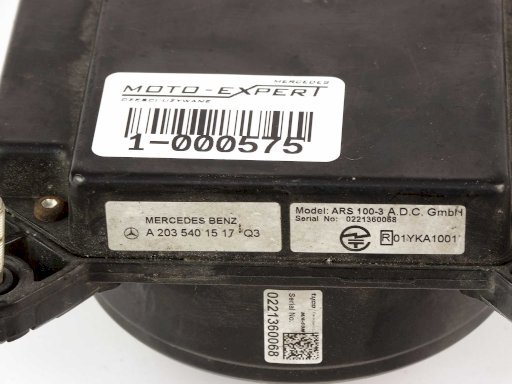 MERCEDES
MOTO-EXPERT
CZĘŚCI UŻYWANE
1-000575
MERCEDES BENZ
A 203 540 15 17 Q3
Model: ARS 100-3 A.D.C. GmbH
Serial No: 0221360068
R 01YKA1001
tyco
Serial No.
0221360068